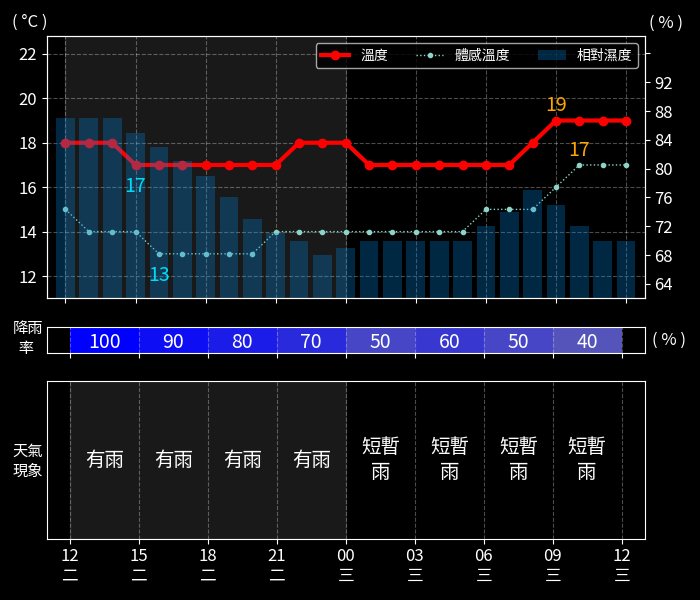 ( °C )
( % )
溫度 體感溫度 相對濕度
22
20
18
16
14
12
92
88
84
80
76
72
68
64
19
17
17
13
降雨
率
100 90 80 70 50 60 50 40
( % )
天氣
現象
有雨 有雨 有雨 有雨 短暫雨 短暫雨 短暫雨 短暫雨
12 15 18 21 00 03 06 09 12
二 二 二 二 三 三 三 三 三